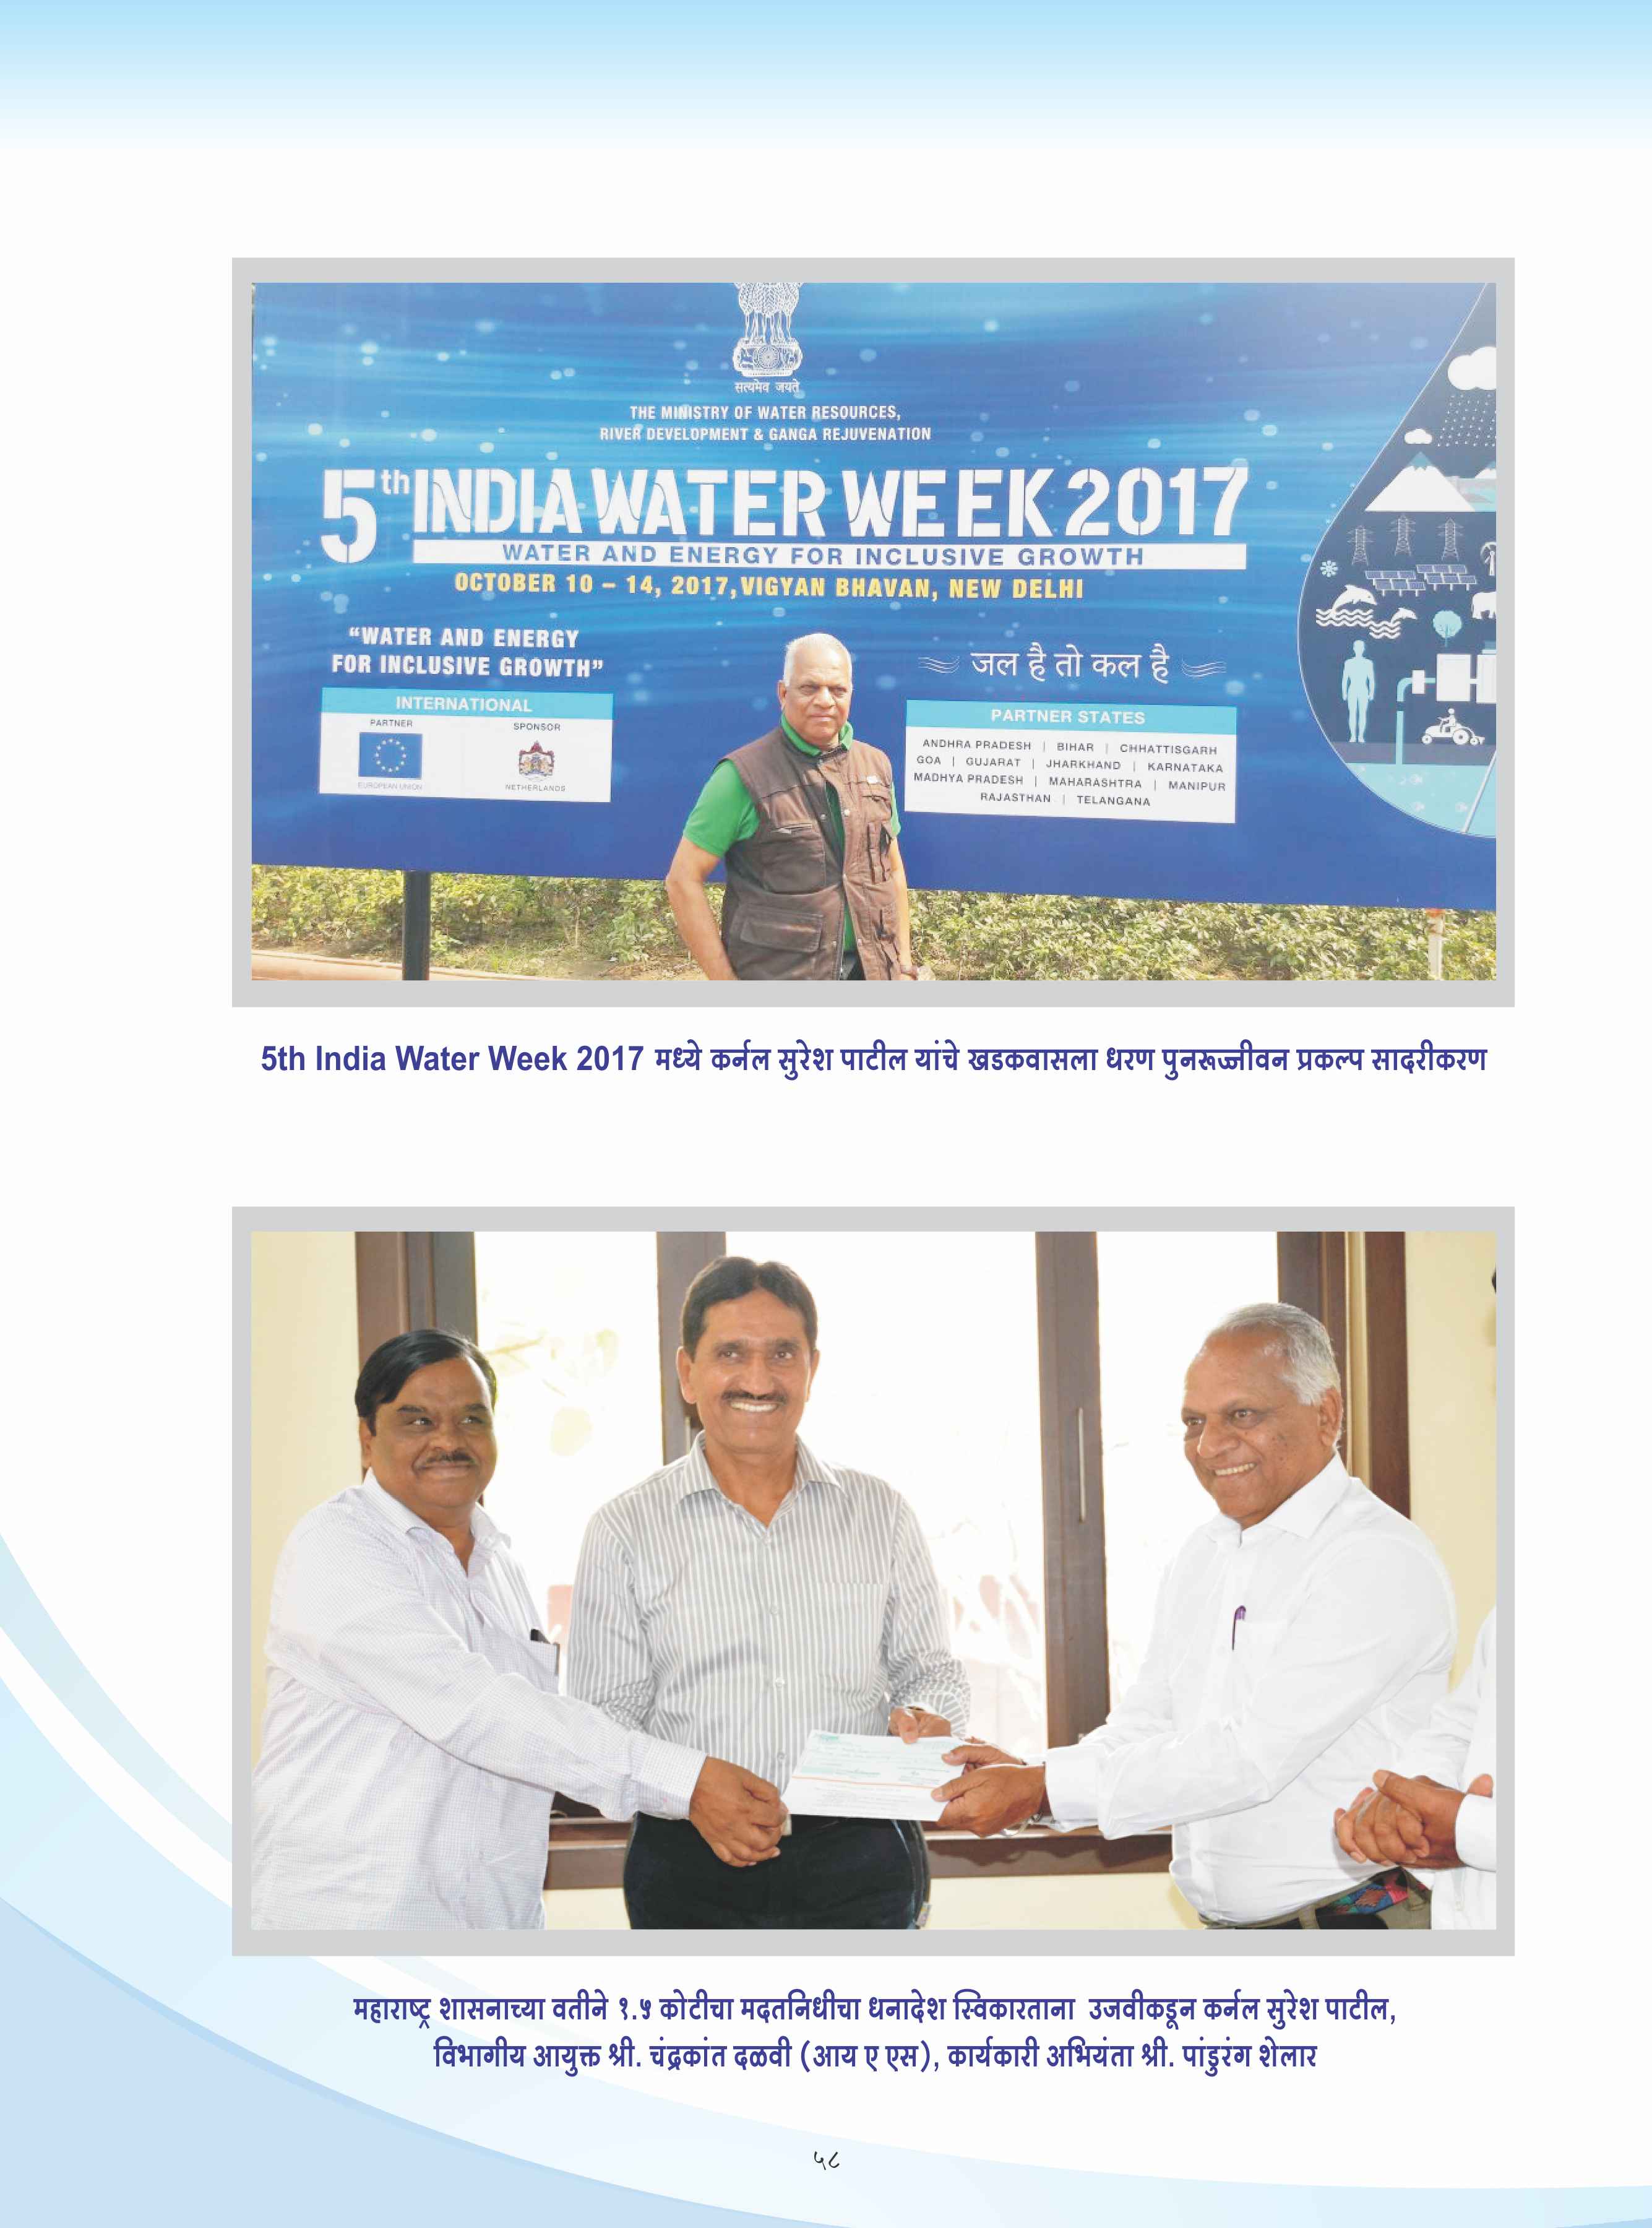 सत्यमेव जयते
THE MINISTRY OF WATER RESOURCES,
RIVER DEVELOPMENT & GANGA REJUVENATION
5th INDIA WATER WEEK 2017
WATER AND ENERGY FOR INCLUSIVE GROWTH
OCTOBER 10 – 14, 2017, VIGYAN BHAVAN, NEW DELHI
“WATER AND ENERGY
FOR INCLUSIVE GROWTH”
INTERNATIONAL
PARTNER
SPONSOR
EUROPEAN UNION
NETHERLANDS
जल है तो कल है
PARTNER STATES
ANDHRA PRADESH | BIHAR | CHHATTISGARH
GOA | GUJARAT | JHARKHAND | KARNATAKA
MADHYA PRADESH | MAHARASHTRA | MANIPUR
RAJASTHAN | TELANGANA
5th India Water Week 2017 मध्ये कर्नल सुरेश पाटील यांचे खडकवासला धरण पुनरूज्जीवन प्रकल्प सादरीकरण
महाराष्ट्र शासनाच्या वतीने १.५ कोटीचा मदतनिधीचा धनादेश स्विकारताना उजवीकडून कर्नल सुरेश पाटील,
विभागीय आयुक्त श्री. चंद्रकांत दळवी (आय ए एस), कार्यकारी अभियंता श्री. पांडुरंग शेलार
५८